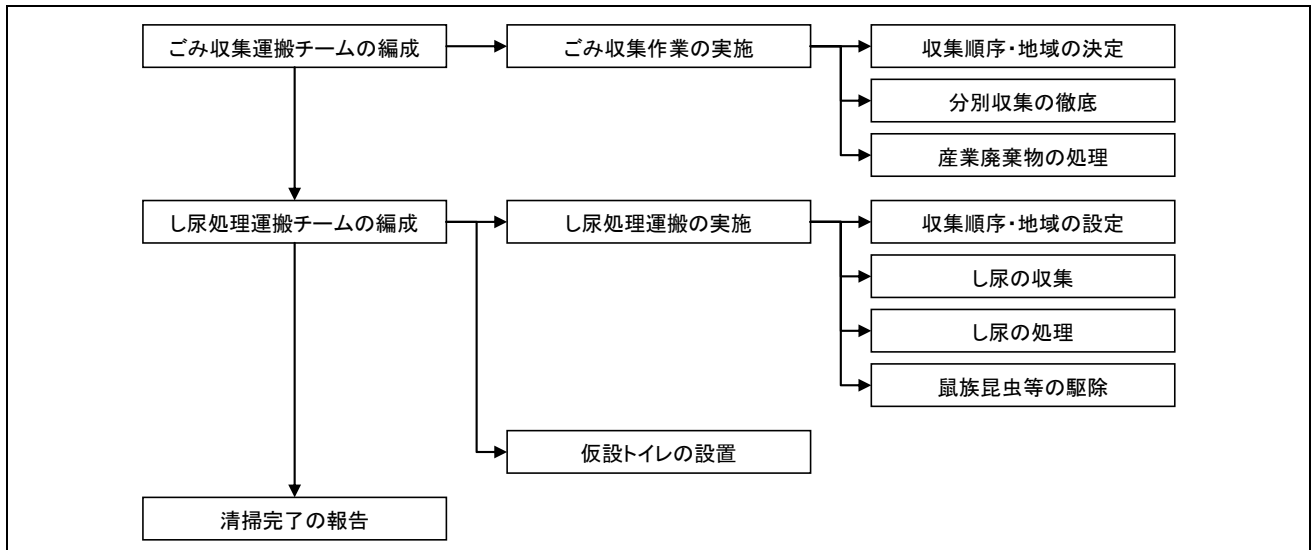 ごみ収集運搬チームの編成
ごみ収集作業の実施
収集順序・地域の決定
分別収集の徹底
産業廃棄物の処理
し尿処理運搬チームの編成
し尿処理運搬の実施
収集順序・地域の設定
し尿の収集
し尿の処理
鼠族昆虫等の駆除
仮設トイレの設置
清掃完了の報告